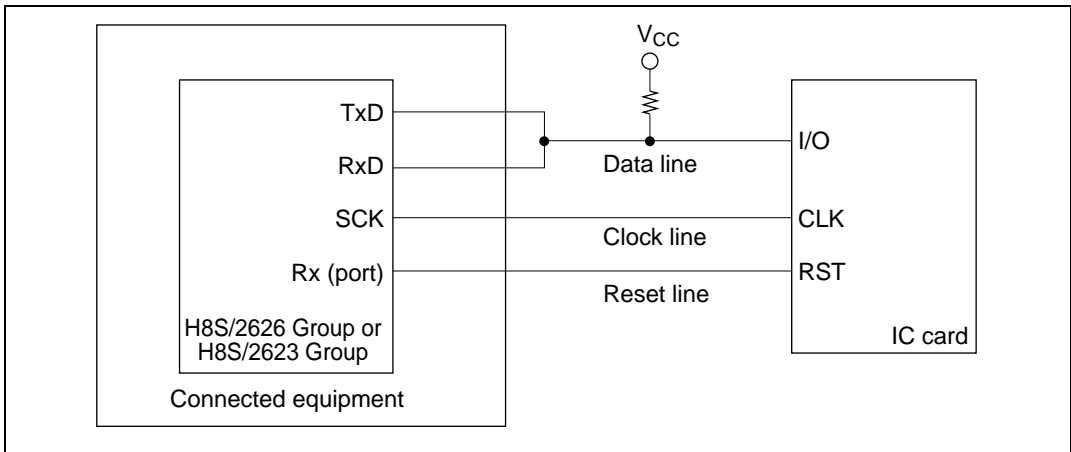 VCC
TxD
RxD
SCK
Rx (port)
H8S/2626 Group or
H8S/2623 Group
Connected equipment
Data line
Clock line
Reset line
I/O
CLK
RST
IC card